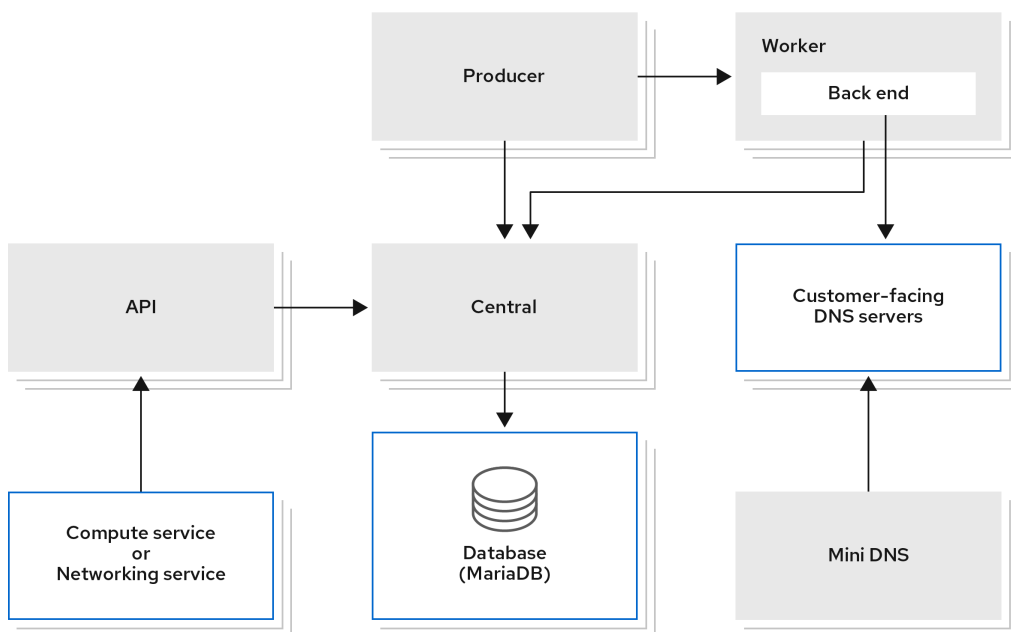 Producer
Worker
Back end
API
Central
Customer-facing
DNS servers
Compute service
or
Networking service
Database
(MariaDB)
Mini DNS